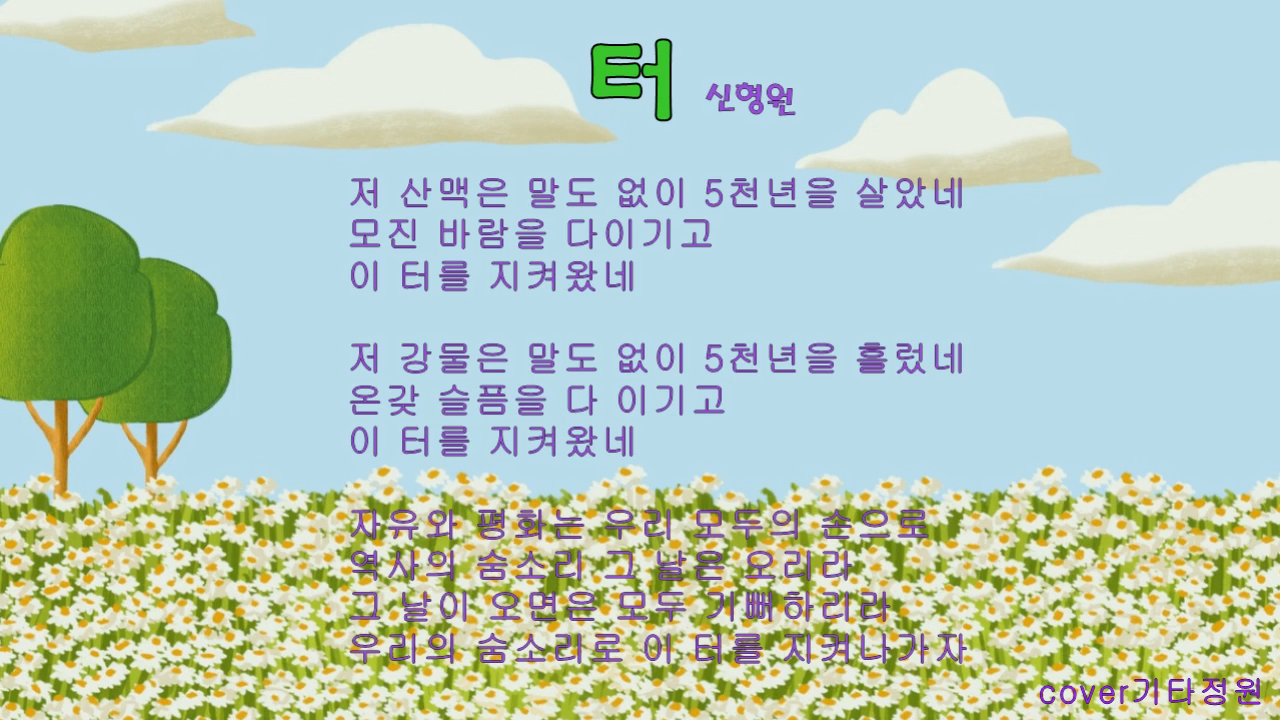 터 신형원
저 산맥은 말도 없이 5천년을 살았네
모진 바람을 다이기고
이 터를 지켜왔네
저 강물은 말도 없이 5천년을 흘렀네
온갖 슬픔을 다 이기고
이 터를 지켜왔네
자유와 평화는 우리 모두의 손으로
역사의 숨소리 그 날은 오리라
그 날이 오면은 모두 기뻐하리라
우리의 숨소리로 이 터를 지켜나가자
cover기타정원